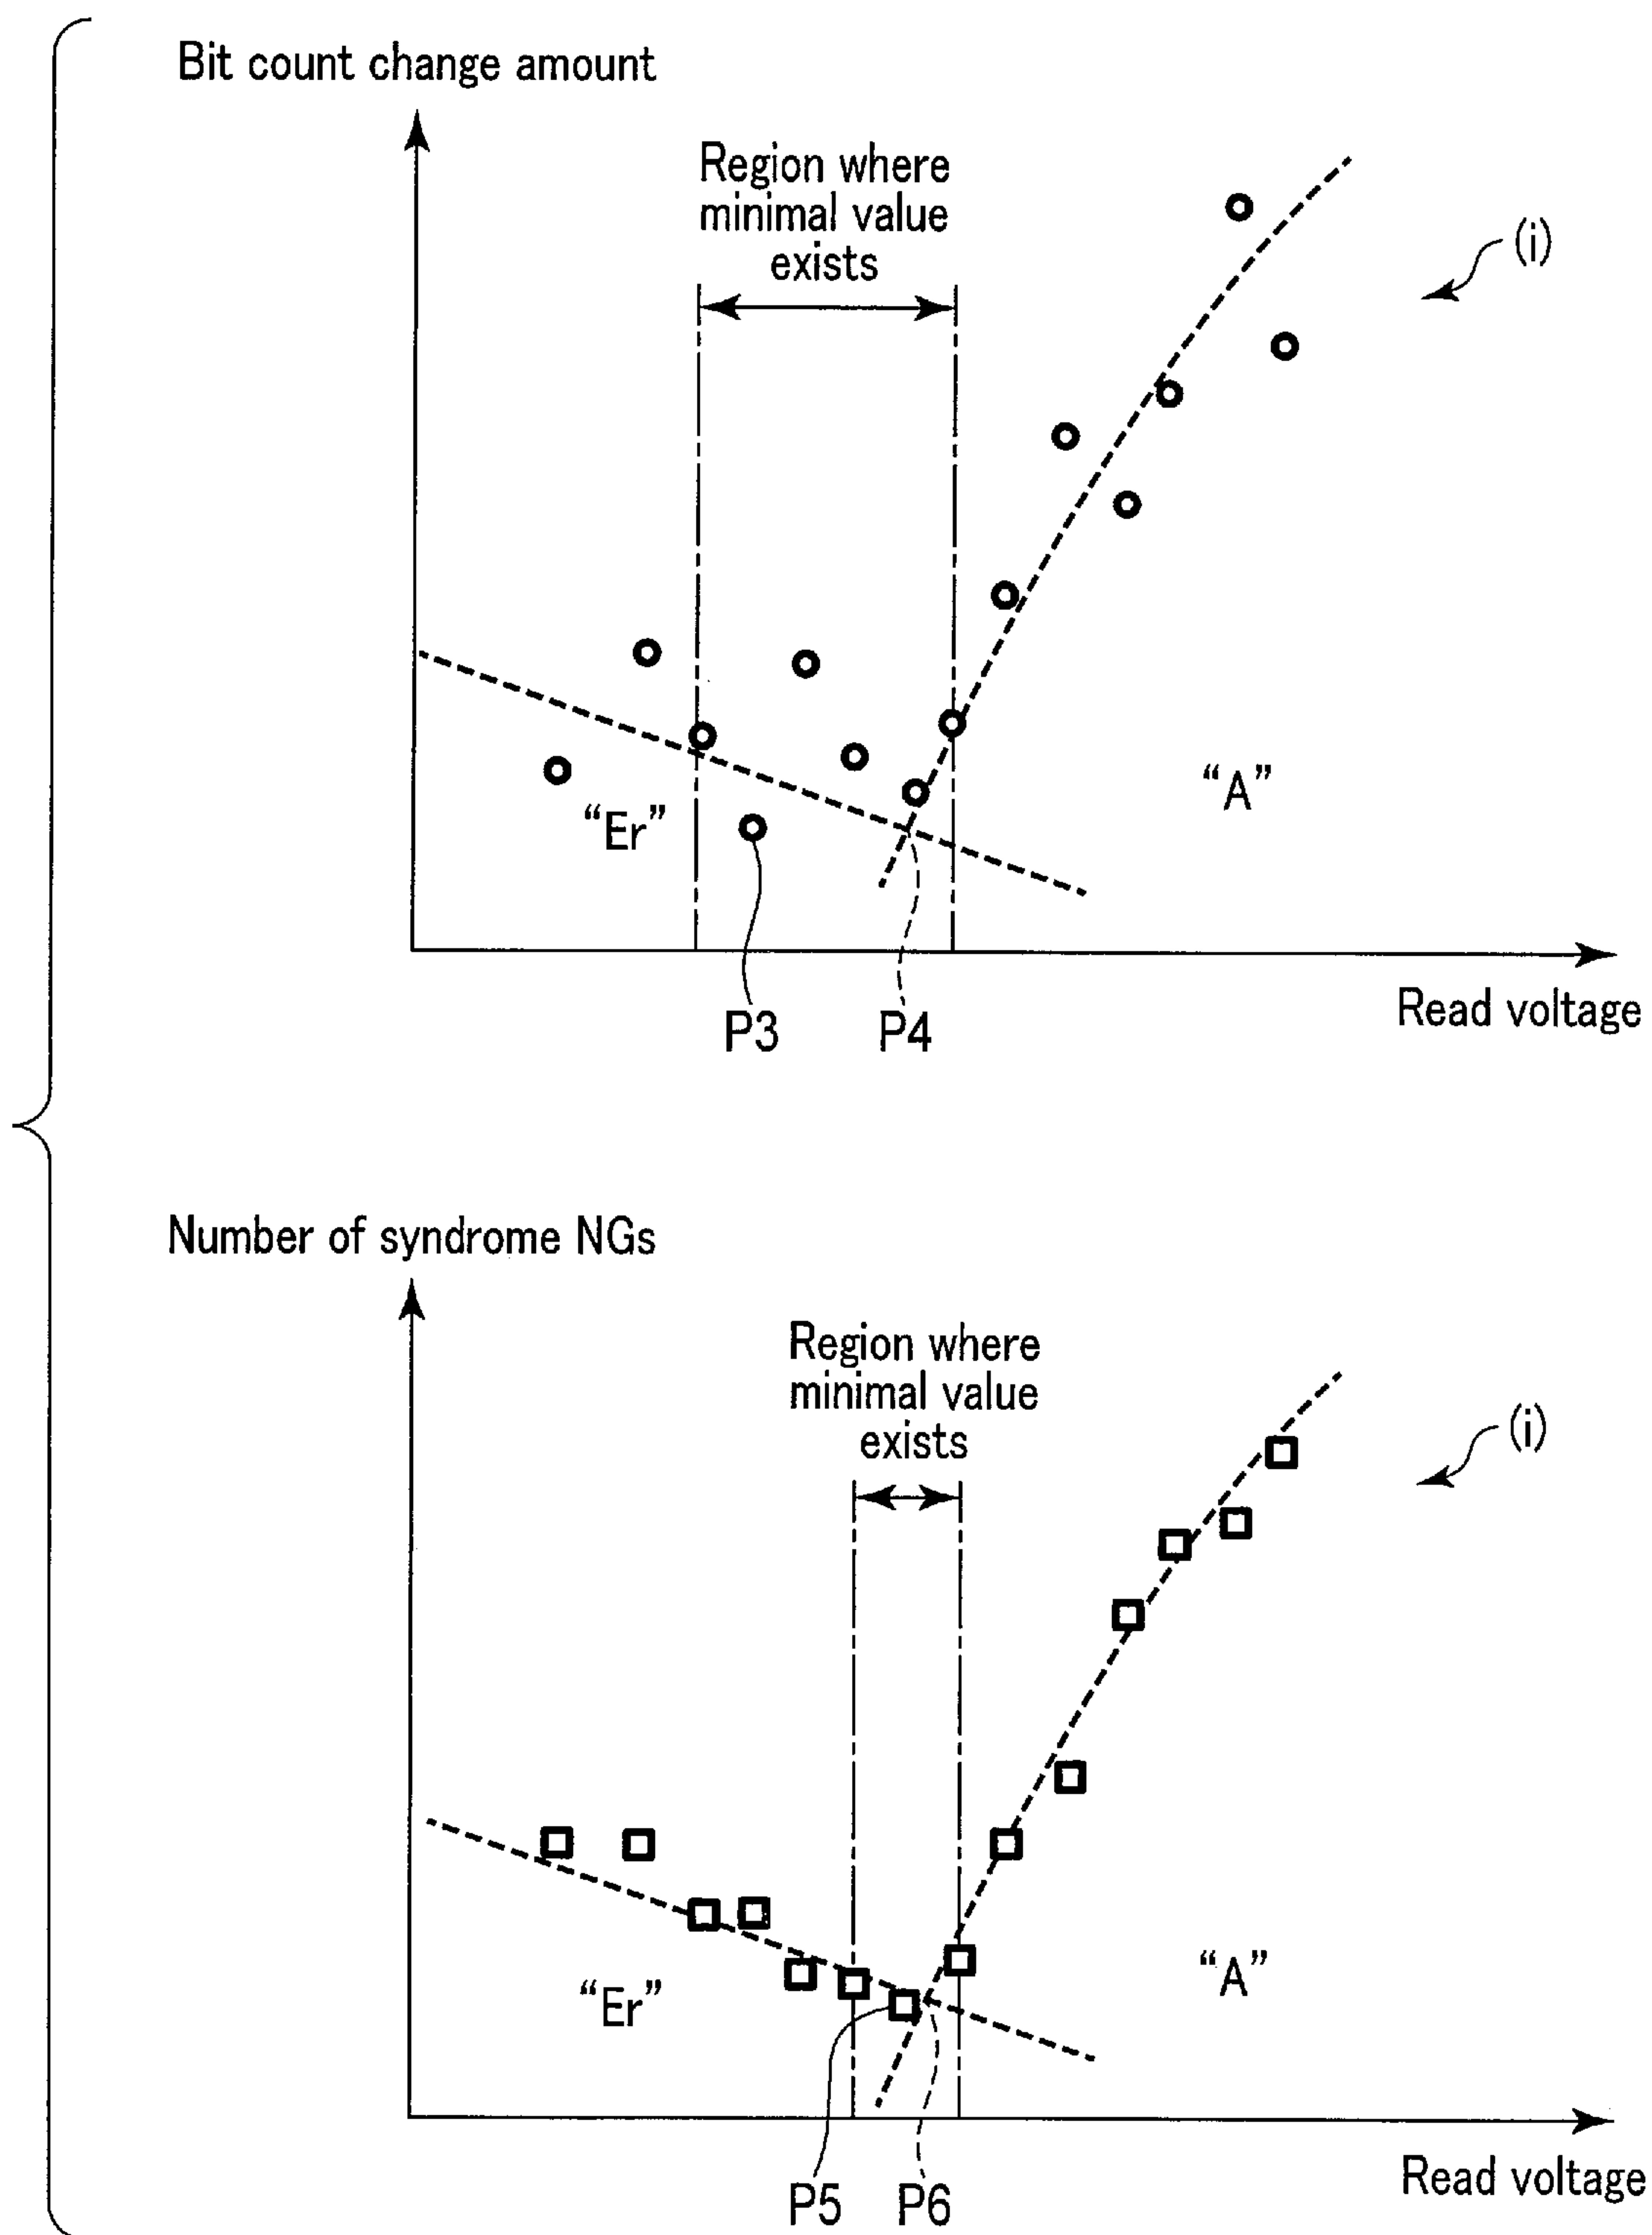 Bit count change amount
Region where
minimal value
exists
(i)
“A”
“Er”
Read voltage
P3
P4
Number of syndrome NGs
Region where
minimal value
exists
(i)
“A”
“Er”
Read voltage
P5
P6